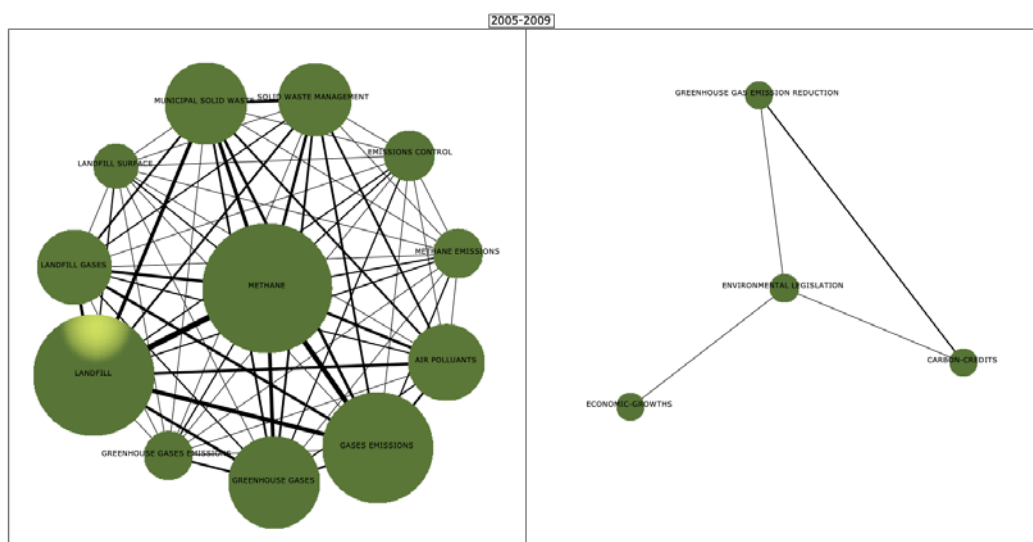 2005-2009
MUNICIPAL SOLID WASTE
SOLID WASTE MANAGEMENT
EMISSIONS CONTROL
LANDFILL SURFACE
METHANE EMISSIONS
LANDFILL GASES
METHANE
AIR POLLUANTS
LANDFILL
GASES EMISSIONS
GREENHOUSE GASES EMISSIONS
GREENHOUSE GASES
GREENHOUSE GAS EMISSION REDUCTION
ENVIRONMENTAL LEGISLATION
CARBON-CREDITS
ECONOMIC-GROWTHS